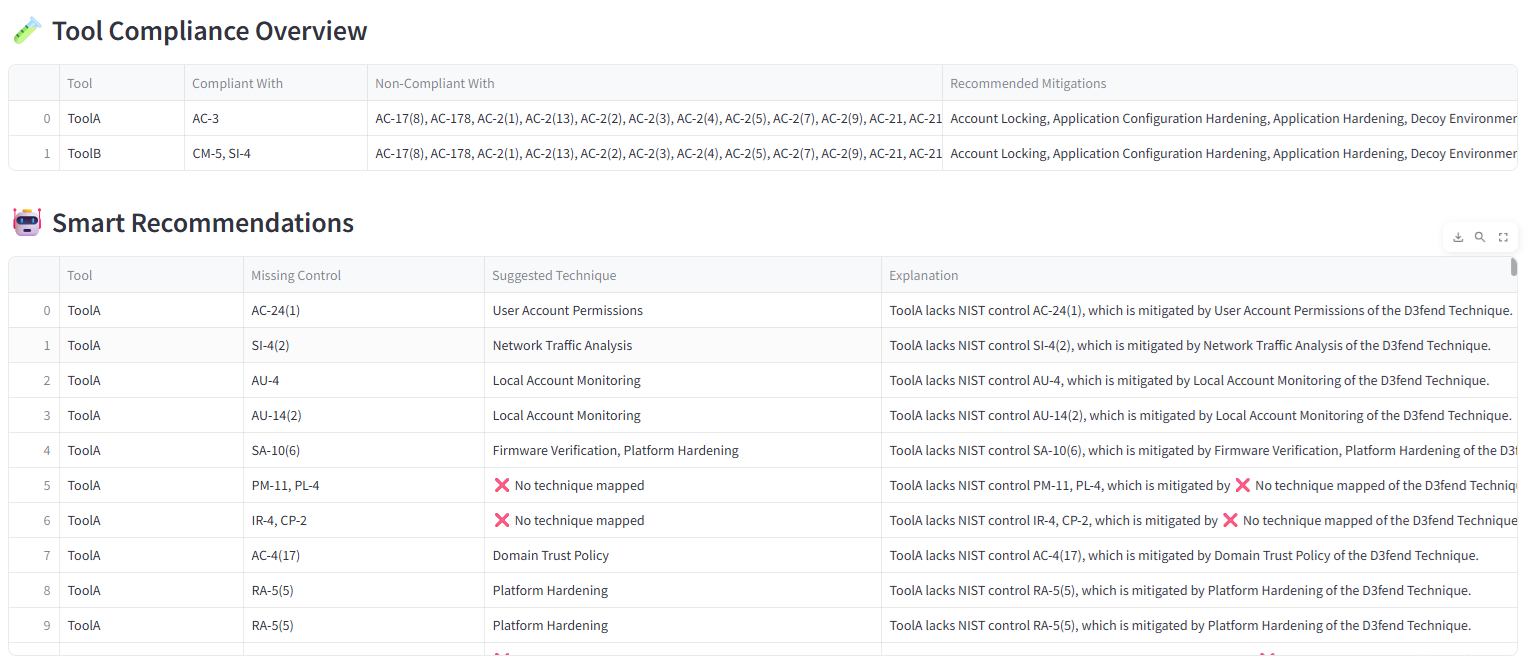 Tool Compliance Overview
Tool Compliant With Non-Compliant With Recommended Mitigations
0 ToolA AC-3 AC-17(8), AC-178, AC-2(1), AC-2(13), AC-2(2), AC-2(3), AC-2(4), AC-2(5), AC-2(7), AC-2(9), AC-21, AC-21 Account Locking, Application Configuration Hardening, Application Hardening, Decoy Environmen
1 ToolB CM-5, SI-4 AC-17(8), AC-178, AC-2(1), AC-2(13), AC-2(2), AC-2(3), AC-2(4), AC-2(5), AC-2(7), AC-2(9), AC-21, AC-21 Account Locking, Application Configuration Hardening, Application Hardening, Decoy Environmen
Smart Recommendations
Tool Missing Control Suggested Technique Explanation
0 ToolA AC-24(1) User Account Permissions ToolA lacks NIST control AC-24(1), which is mitigated by User Account Permissions of the D3fend Technique.
1 ToolA SI-4(2) Network Traffic Analysis ToolA lacks NIST control SI-4(2), which is mitigated by Network Traffic Analysis of the D3fend Technique.
2 ToolA AU-4 Local Account Monitoring ToolA lacks NIST control AU-4, which is mitigated by Local Account Monitoring of the D3fend Technique.
3 ToolA AU-14(2) Local Account Monitoring ToolA lacks NIST control AU-14(2), which is mitigated by Local Account Monitoring of the D3fend Technique.
4 ToolA SA-10(6) Firmware Verification, Platform Hardening ToolA lacks NIST control SA-10(6), which is mitigated by Firmware Verification, Platform Hardening of the D3f
5 ToolA PM-11, PL-4 ❌ No technique mapped ToolA lacks NIST control PM-11, PL-4, which is mitigated by ❌ No technique mapped of the D3fend Techniqu
6 ToolA IR-4, CP-2 ❌ No technique mapped ToolA lacks NIST control IR-4, CP-2, which is mitigated by ❌ No technique mapped of the D3fend Technique
7 ToolA AC-4(17) Domain Trust Policy ToolA lacks NIST control AC-4(17), which is mitigated by Domain Trust Policy of the D3fend Technique.
8 ToolA RA-5(5) Platform Hardening ToolA lacks NIST control RA-5(5), which is mitigated by Platform Hardening of the D3fend Technique.
9 ToolA RA-5(5) Platform Hardening ToolA lacks NIST control RA-5(5), which is mitigated by Platform Hardening of the D3fend Technique.